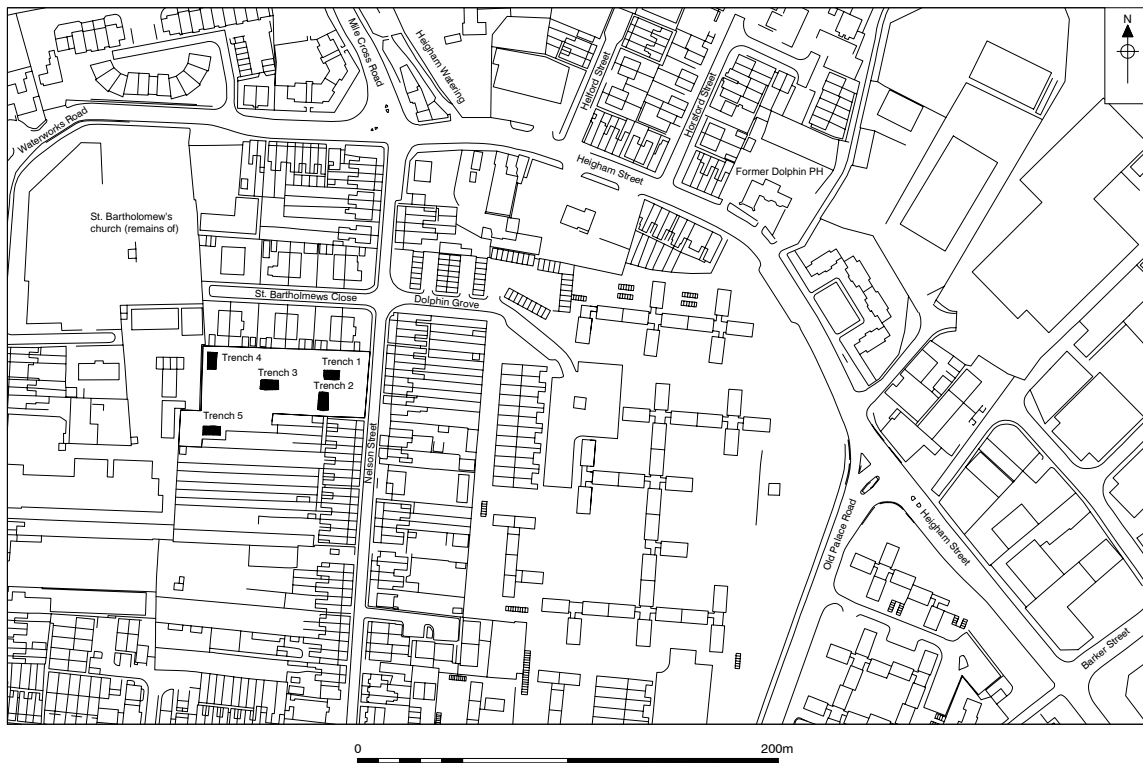 Mile Cross Road
Heigham Watering
Helford Street
Horsford Street
N
Waterworks Road
Heigham Street
Former Dolphin PH
St. Bartholomew's
church (remains of)
St. Bartholmews Close
Dolphin Grove
Trench 4
Trench 1
Trench 3
Trench 2
Trench 5
Nelson Street
Old Palace Road
Heigham Street
Barker Street
0
200m